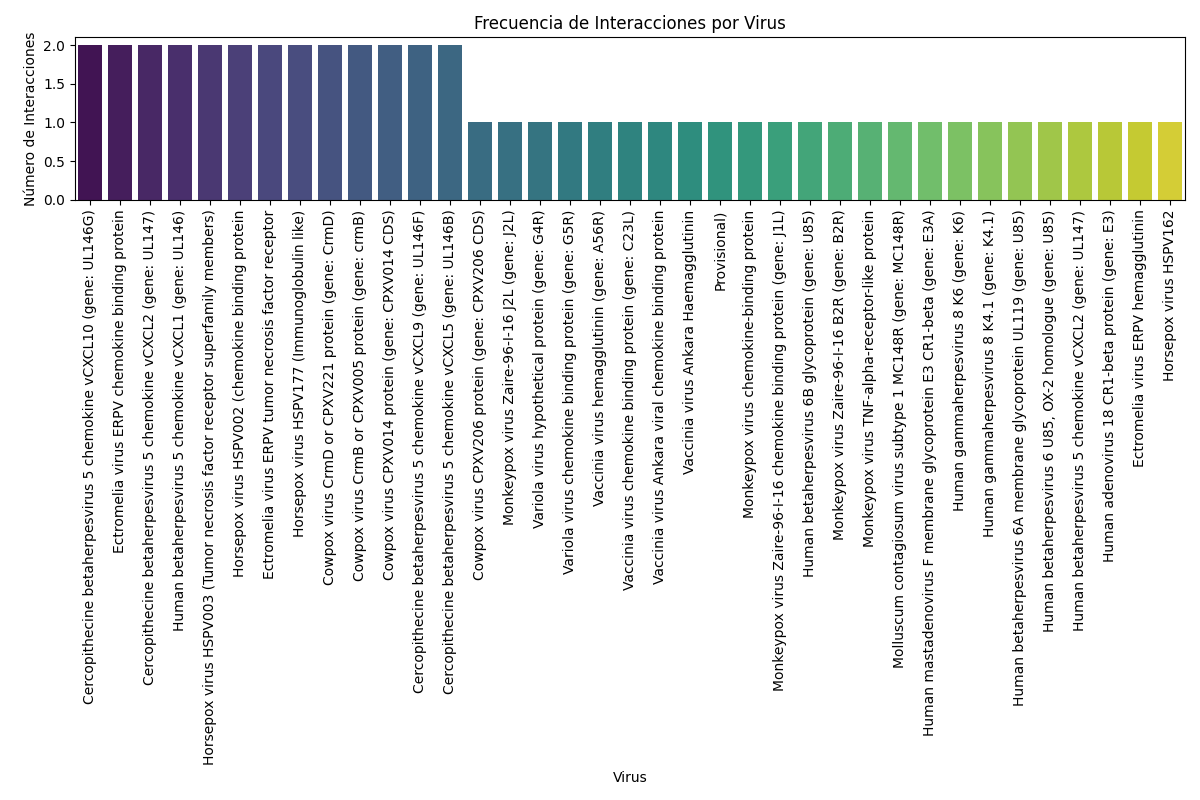 Frecuencia de Interacciones por Virus
Número de Interacciones
2.0
1.5
1.0
0.5
0.0
Cercopithecine betaherpesvirus 5 chemokine vCXCL10 (gene: UL146G)
Ectromelia virus ERPV chemokine binding protein
Cercopithecine betaherpesvirus 5 chemokine vCXCL2 (gene: UL147)
Human betaherpesvirus 5 chemokine vCXCL1 (gene: UL146)
Horsepox virus HSPV003 (Tumor necrosis factor receptor superfamily members)
Horsepox virus HSPV002 (chemokine binding protein
Ectromelia virus ERPV tumor necrosis factor receptor
Horsepox virus HSPV177 (Immunoglobulin like)
Cowpox virus CrmD or CPXV221 protein (gene: CrmD)
Cowpox virus CrmB or CPXV005 protein (gene: crmB)
Cowpox virus CPXV014 protein (gene: CPXV014 CDS)
Cercopithecine betaherpesvirus 5 chemokine vCXCL9 (gene: UL146F)
Cercopithecine betaherpesvirus 5 chemokine vCXCL5 (gene: UL146B)
Cowpox virus CPXV206 protein (gene: CPXV206 CDS)
Monkeypox virus Zaire-96-I-16 J2L (gene: J2L)
Variola virus hypothetical protein (gene: G4R)
Variola virus chemokine binding protein (gene: G5R)
Vaccinia virus hemagglutinin (gene: A56R)
Vaccinia virus chemokine binding protein (gene: C23L)
Vaccinia virus Ankara viral chemokine binding protein
Vaccinia virus Ankara Haemagglutinin
Provisional)
Monkeypox virus chemokine-binding protein
Monkeypox virus Zaire-96-I-16 chemokine binding protein (gene: J1L)
Human betaherpesvirus 6B glycoprotein (gene: U85)
Monkeypox virus Zaire-96-I-16 B2R (gene: B2R)
Monkeypox virus TNF-alpha-receptor-like protein
Molluscum contagiosum virus subtype 1 MC148R (gene: MC148R)
Human mastadenovirus F membrane glycoprotein E3 CR1-beta (gene: E3A)
Human gammaherpesvirus 8 K6 (gene: K6)
Human gammaherpesvirus 8 K4.1 (gene: K4.1)
Human betaherpesvirus 6A membrane glycoprotein UL119 (gene: U85)
Human betaherpesvirus 6 U85, OX-2 homologue (gene: U85)
Human betaherpesvirus 5 chemokine vCXCL2 (gene: UL147)
Human adenovirus 18 CR1-beta protein (gene: E3)
Ectromelia virus ERPV hemagglutinin
Horsepox virus HSPV162
Virus